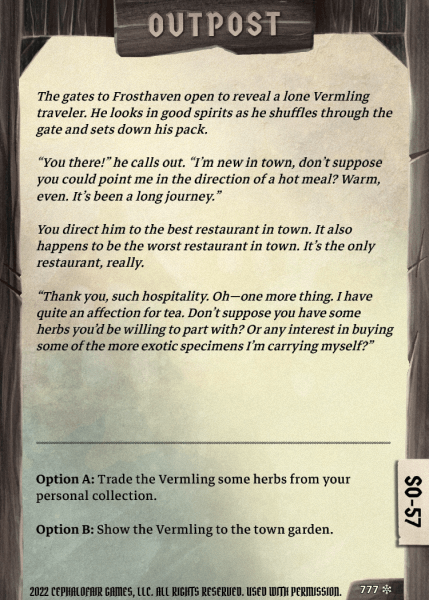 OUTPOST
The gates to Frosthaven open to reveal a lone Vermling
traveler. He looks in good spirits as he shuffles through the
gate and sets down his pack.
“You there!” he calls out. “I’m new in town, don’t suppose
you could point me in the direction of a hot meal? Warm,
even. It’s been a long journey.”
You direct him to the best restaurant in town. It also
happens to be the worst restaurant in town. It’s the only
restaurant, really.
“Thank you, such hospitality. Oh—one more thing. I have
quite an affection for tea. Don’t suppose you have some
herbs you’d be willing to part with? Or any interest in buying
some of the more exotic specimens I’m carrying myself?”
Option A: Trade the Vermling some herbs from your
personal collection.
Option B: Show the Vermling to the town garden.
SO-57
2022 CEPHALOFAIR GAMES, LLC. ALL RIGHTS RESERVED. USED WITH PERMISSION.
777